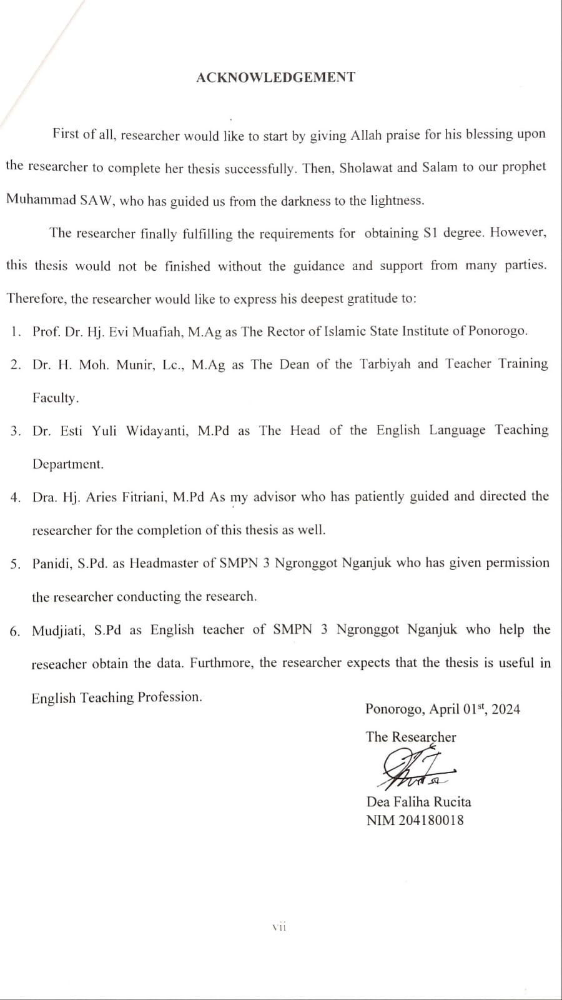 ACKNOWLEDGEMENT
First of all, researcher would like to start by giving Allah praise for his blessing upon
the researcher to complete her thesis successfully. Then, Sholawat and Salam to our prophet
Muhammad SAW, who has guided us from the darkness to the lightness.
The researcher finally fulfilling the requirements for obtaining S1 degree. However,
this thesis would not be finished without the guidance and support from many parties.
Therefore, the researcher would like to express his deepest gratitude to:
1. Prof. Dr. Hj. Evi Muafiah, M.Ag as The Rector of Islamic State Institute of Ponorogo.
2. Dr. H. Moh. Munir, Lc., M.Ag as The Dean of the Tarbiyah and Teacher Training
Faculty.
3. Dr. Esti Yuli Widayanti, M.Pd as The Head of the English Language Teaching
Department.
4. Dra. Hj. Aries Fitriani, M.Pd As my advisor who has patiently guided and directed the
researcher for the completion of this thesis as well.
5. Panidi, S.Pd. as Headmaster of SMPN 3 Ngronggot Nganjuk who has given permission
the researcher conducting the research.
6. Mudjiati, S.Pd as English teacher of SMPN 3 Ngronggot Nganjuk who help the
reseacher obtain the data. Furthmore, the researcher expects that the thesis is useful in
English Teaching Profession.
Ponorogo, April 01st, 2024
The Researcher
Dea Faliha Rucita
NIM 204180018
vii